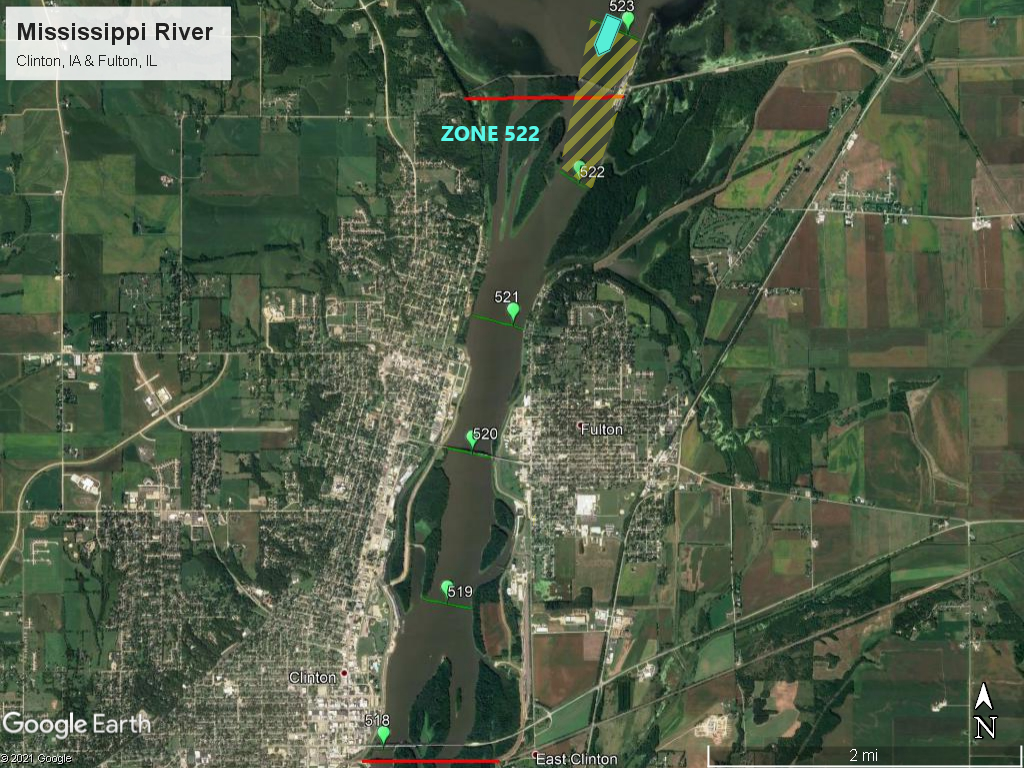 Mississippi River
Clinton, IA & Fulton, IL
523
ZONE 522
522
521
520
Fulton
519
Clinton
518
Google Earth
© 2021 Google
East Clinton
2 mi
N